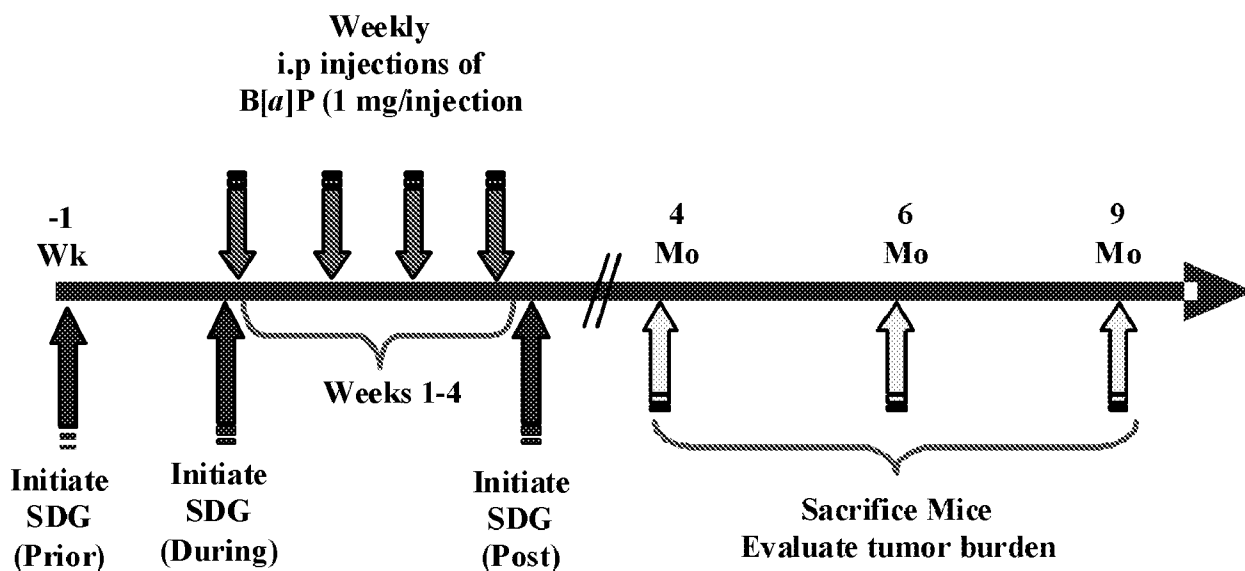 Weekly
i.p injections of
B[a]P (1 mg/injection
-1
Wk
4
Mo
6
Mo
9
Mo
Weeks 1-4
Initiate
SDG
(Prior)
Initiate
SDG
(During)
Initiate
SDG
(Post)
Sacrifice Mice
Evaluate tumor burden